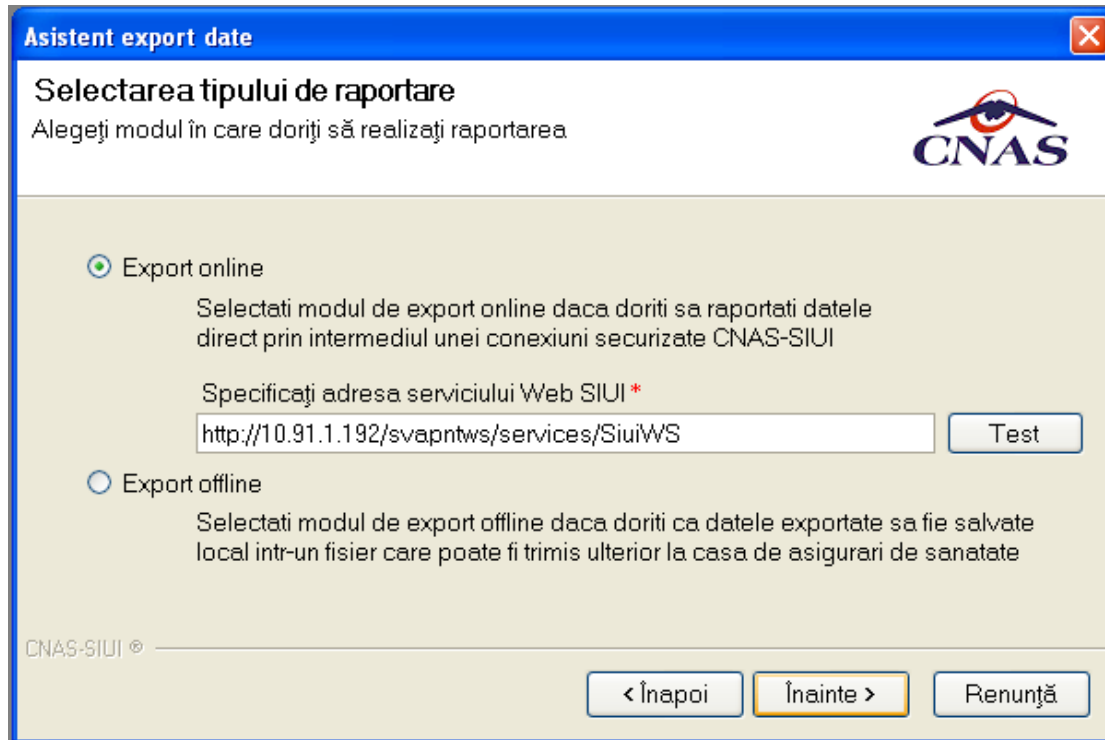 Asistent export date
Selectarea tipului de raportare
Alegeţi modul în care doriţi să realizaţi raportarea
CNAS
Export online
Selectati modul de export online daca doriti sa raportati datele
direct prin intermediul unei conexiuni securizate CNAS-SIUI
Specificaţi adresa serviciului Web SIUI *
http://10.91.1.192/svapntws/services/SiuiWS
Test
Export offline
Selectati modul de export offline daca doriti ca datele exportate sa fie salvate
local intr-un fisier care poate fi trimis ulterior la casa de asigurari de sanatate
CNAS-SIUI ®
< Înapoi
Înainte >
Renunţă